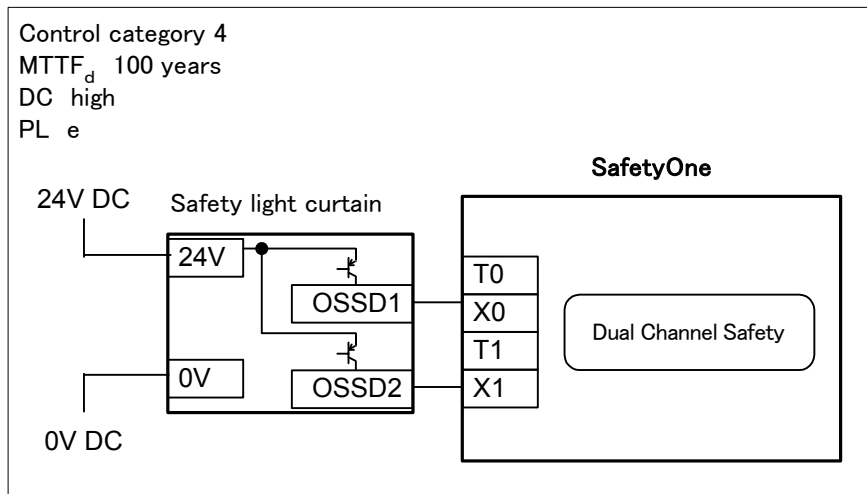 Control category 4
MTTFd 100 years
DC high
PL e
SafetyOne
24V DC
Safety light curtain
24V
OSSD1
T0
X0
T1
X1
Dual Channel Safety
0V
OSSD2
0V DC